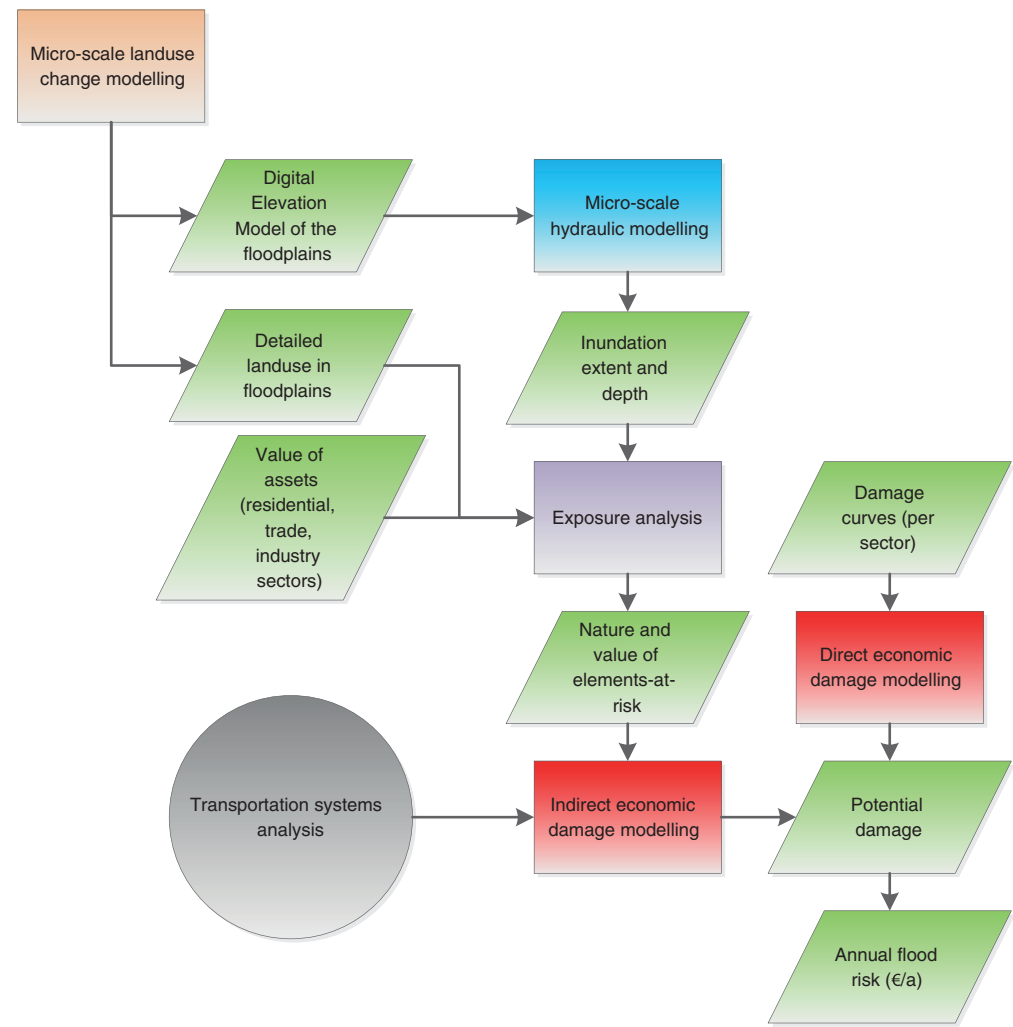 Micro-scale landuse
change modelling
Digital
Elevation
Model of the
floodplains
Micro-scale
hydraulic modelling
Detailed
landuse in
floodplains
Inundation
extent and
depth
Value of
assets
(residential,
trade,
industry
sectors)
Exposure analysis
Damage
curves (per
sector)
Nature and
value of
elements-at-
risk
Direct economic
damage modelling
Transportation systems
analysis
Indirect economic
damage modelling
Potential
damage
Annual flood
risk (€/a)